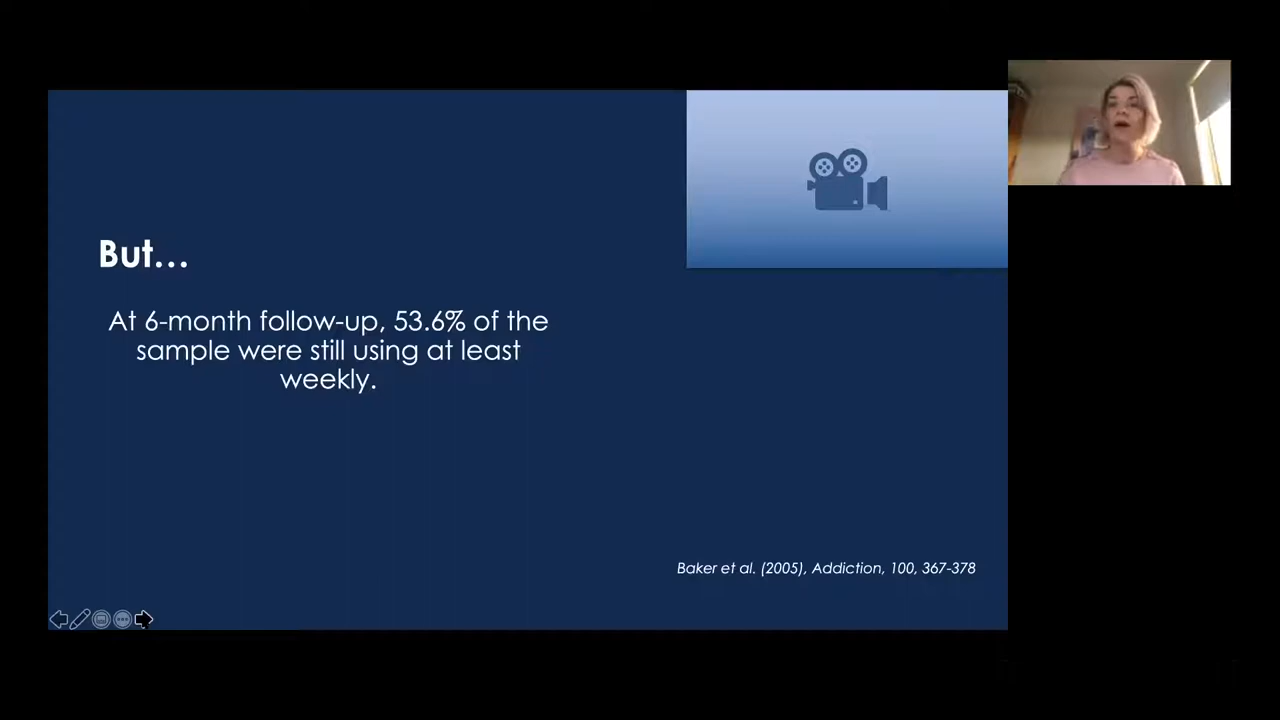 But...
At 6-month follow-up, 53.6% of the
sample were still using at least
weekly.
Baker et al. (2005), Addiction, 100, 367-378